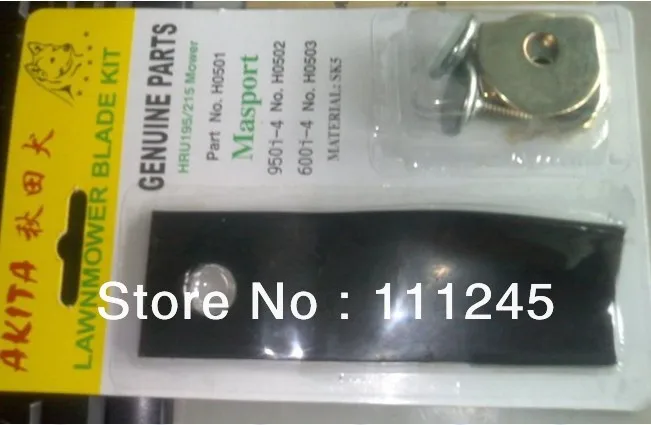 AKITA 秋田犬
LAWNMOWER BLADE KIT
GENUINE PARTS
HRU195/215 Mower
Part No. H0501
Masport
9501-4 No. H0502
6001-4 No. H0503
MATERIAL: SK5
Store No : 111245